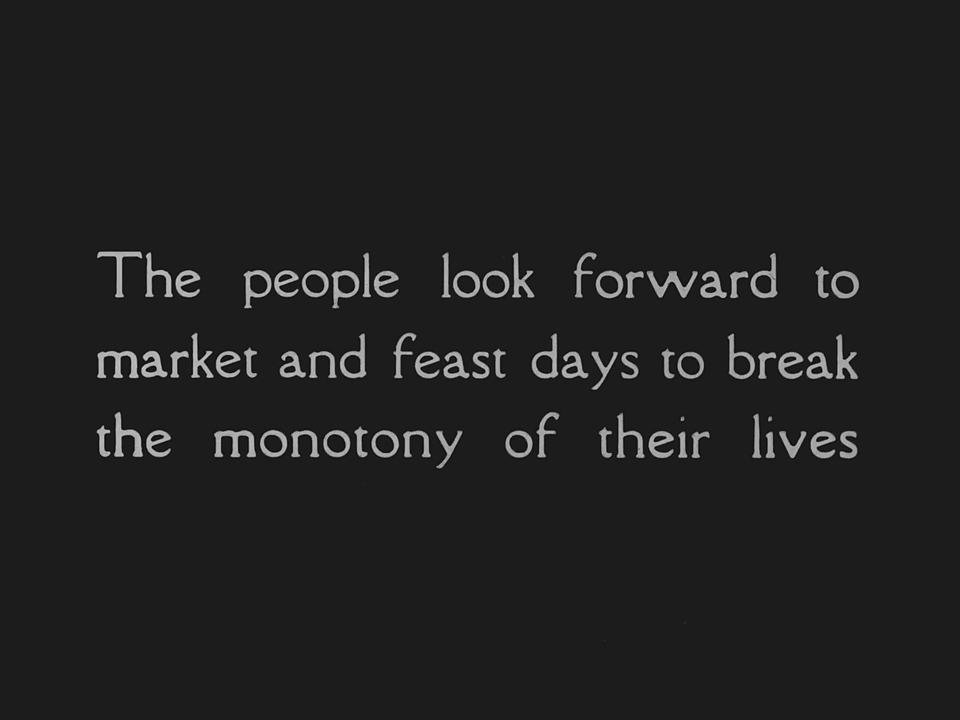 The people look forward to
market and feast days to break
the monotony of their lives